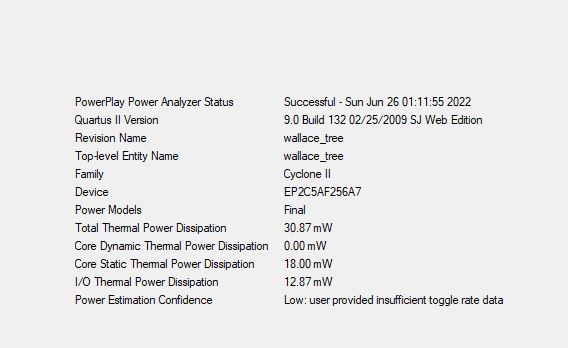 PowerPlay Power Analyzer Status Successful - Sun Jun 26 01:11:55 2022
Quartus II Version 9.0 Build 132 02/25/2009 SJ Web Edition
Revision Name wallace_tree
Top-level Entity Name wallace_tree
Family Cyclone II
Device EP2C5AF256A7
Power Models Final
Total Thermal Power Dissipation 30.87 mW
Core Dynamic Thermal Power Dissipation 0.00 mW
Core Static Thermal Power Dissipation 18.00 mW
I/O Thermal Power Dissipation 12.87 mW
Power Estimation Confidence Low: user provided insufficient toggle rate data